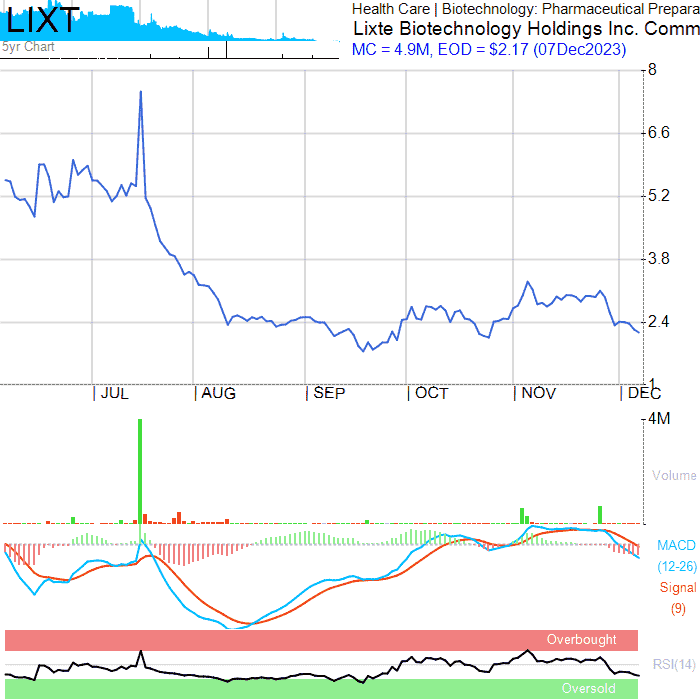 LIXT
5yr Chart
Health Care | Biotechnology: Pharmaceutical Prepara
Lixte Biotechnology Holdings Inc. Comm
MC = 4.9M, EOD = $2.17 (07Dec2023)
8
6.6
5.2
3.8
2.4
1
JUL
AUG
SEP
OCT
NOV
DEC
4M
Volume
MACD
(12-26)
Signal
(9)
Overbought
RSI(14)
Oversold